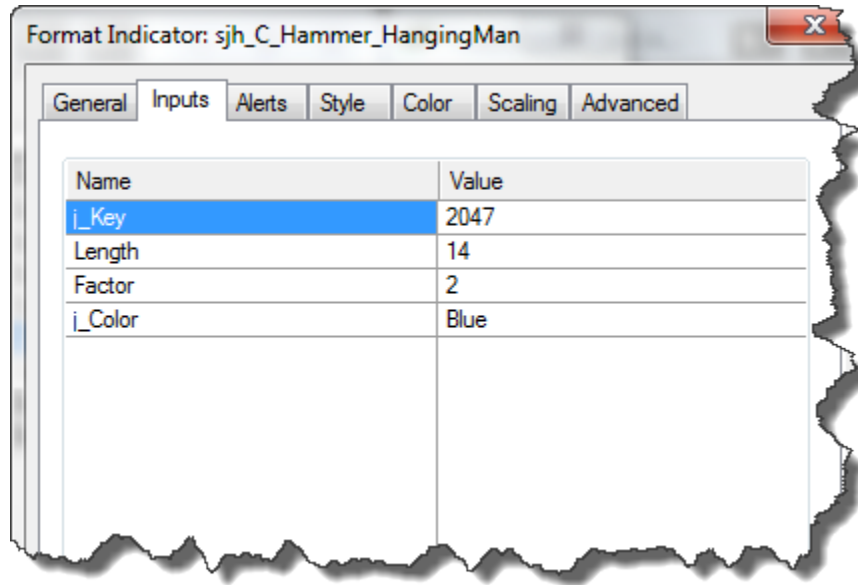 Format Indicator: sjh_C_Hammer_HangingMan
General Inputs Alerts Style Color Scaling Advanced
Name Value
j_Key 2047
Length 14
Factor 2
j_Color Blue